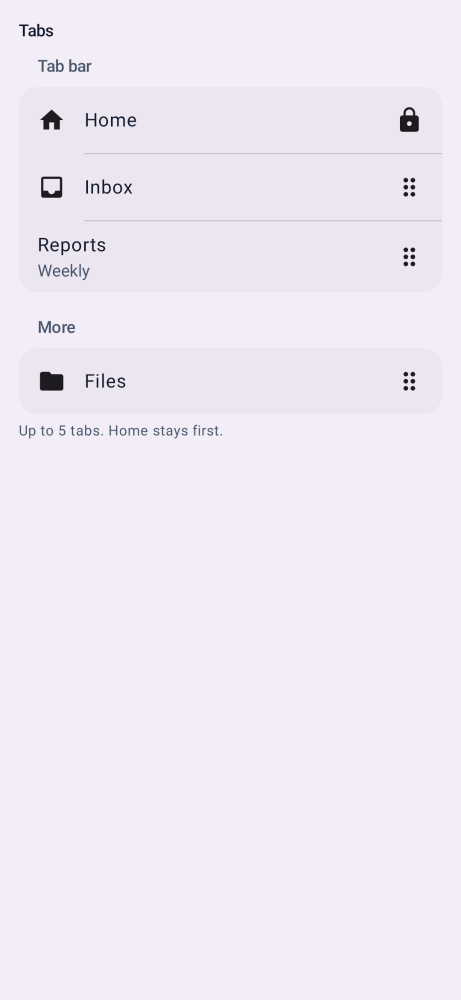 Tabs
Tab bar
Home
Inbox
Reports
Weekly
More
Files
Up to 5 tabs. Home stays first.